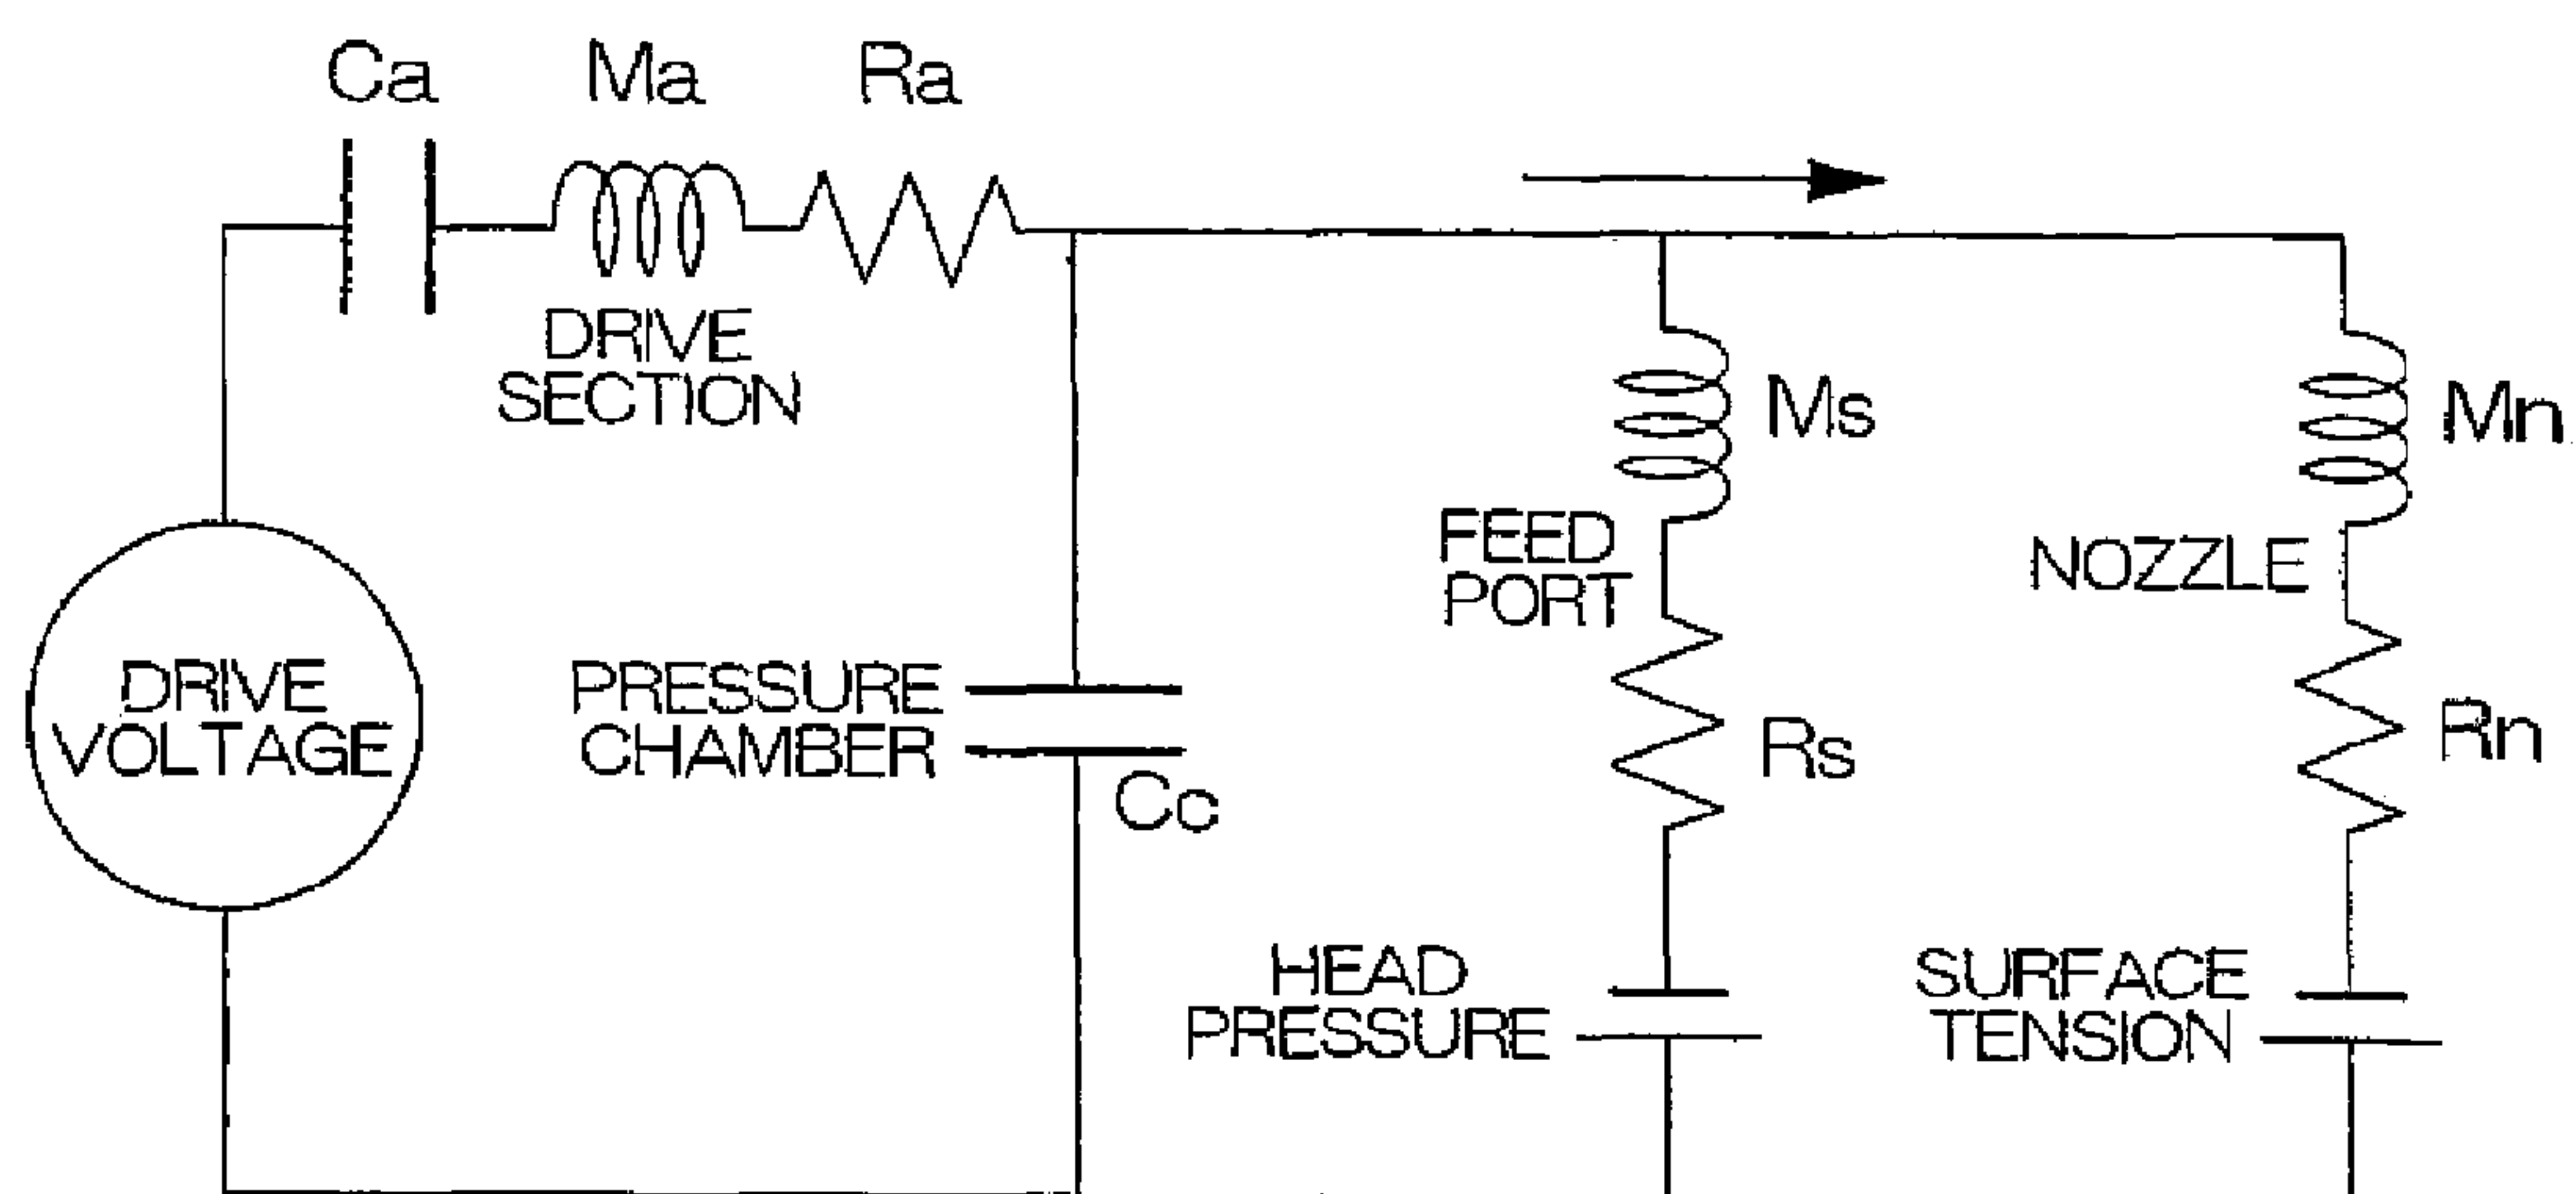 Ca
Ma
Ra
DRIVE
SECTION
Ms
Mn
FEED
PORT
NOZZLE
DRIVE
VOLTAGE
PRESSURE
CHAMBER
Cc
Rs
Rn
HEAD
PRESSURE
SURFACE
TENSION